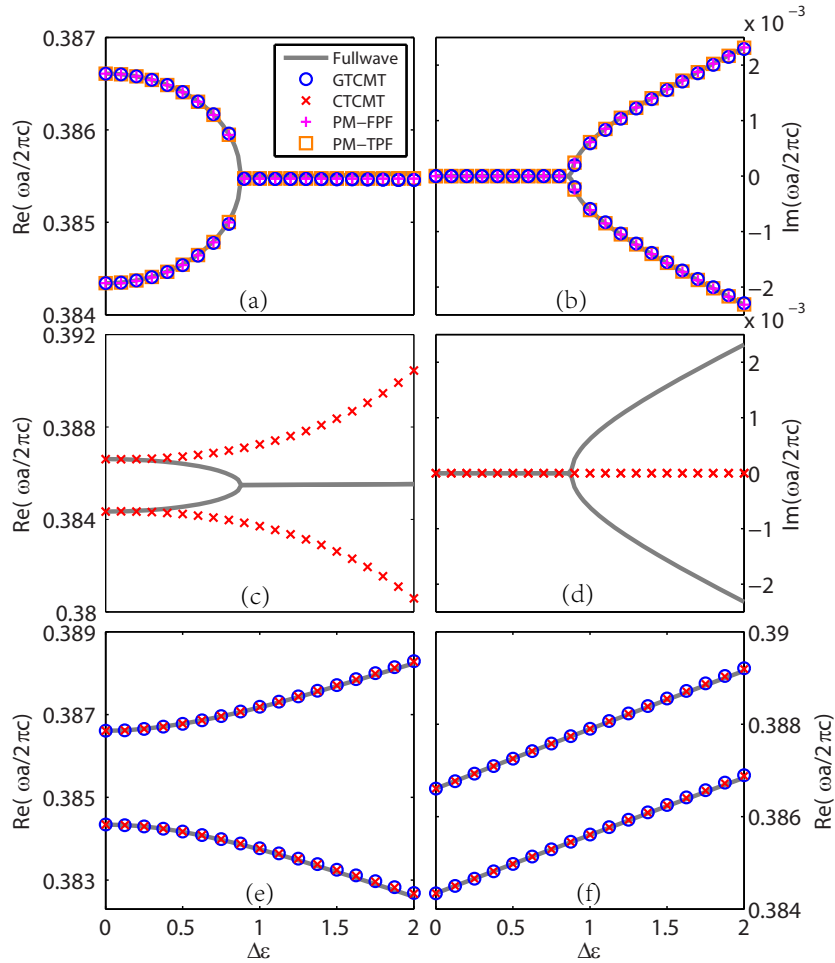 x 10⁻³
0.387
0.386
0.385
0.384
Re( ωa/2πc)
Fullwave
GTCMT
CTCMT
PM-FPF
PM-TPF
(a)
2
1
0
−1
−2
Im(ωa/2πc)
(b)
x 10⁻³
0.392
0.388
0.384
0.38
Re( ωa/2πc)
(c)
2
1
0
−1
−2
Im(ωa/2πc)
(d)
0.389
0.387
0.385
0.383
Re( ωa/2πc)
(e)
0 0.5 1 1.5 2
Δε
0.39
0.388
0.386
0.384
Re( ωa/2πc)
(f)
0 0.5 1 1.5 2
Δε